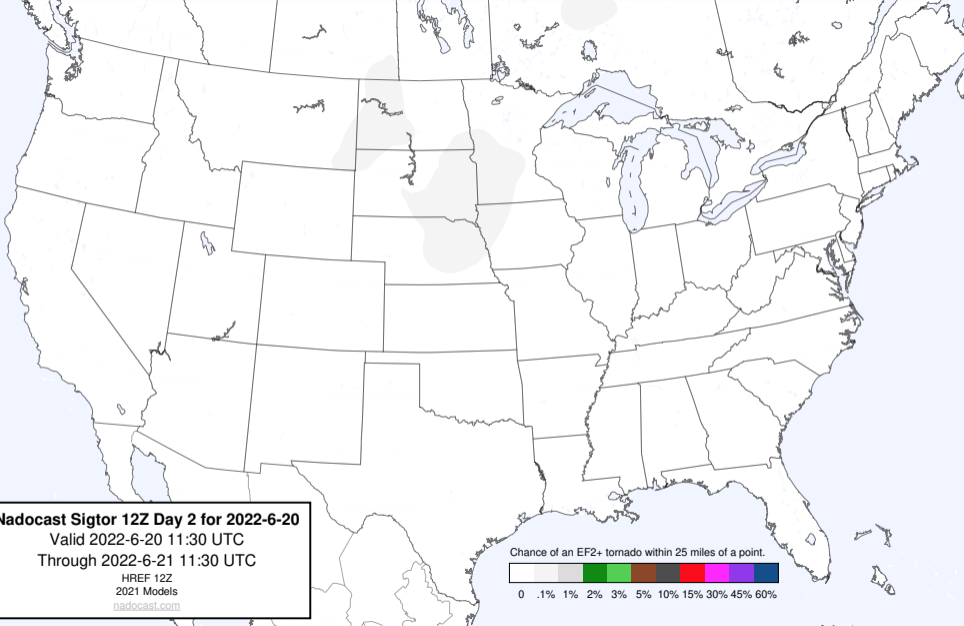 Nadocast Sigtor 12Z Day 2 for 2022-6-20
Valid 2022-6-20 11:30 UTC
Through 2022-6-21 11:30 UTC
HREF 12Z
2021 Models
nadocast.com
Chance of an EF2+ tornado within 25 miles of a point.
0 .1% 1% 2% 3% 5% 10% 15% 30% 45% 60%